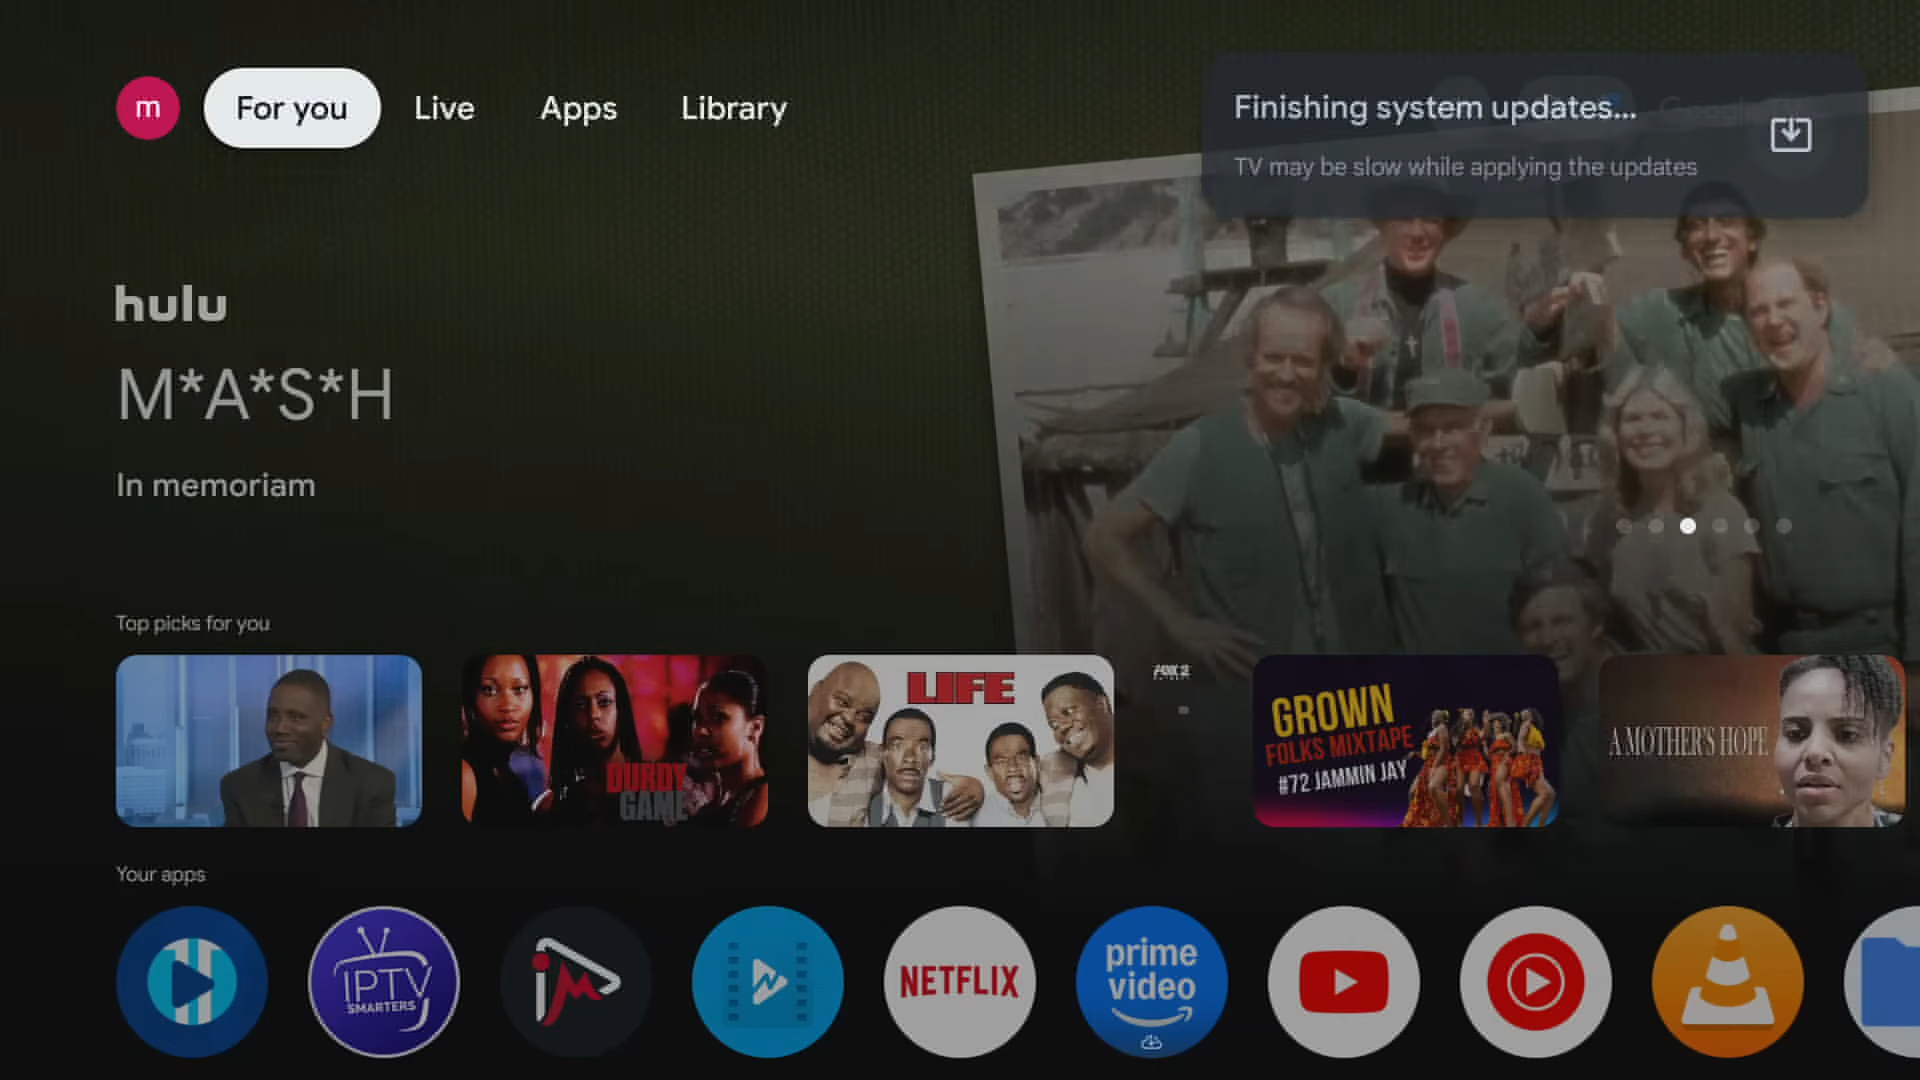 m
For you
Live
Apps
Library
Finishing system updates...
TV may be slow while applying the updates
hulu
M*A*S*H
In memoriam
Top picks for you
DURDY
GAME
LIFE
GROWN
FOLKS MIXTAPE
#72 JAMMIN JAY
A MOTHER'S HOPE
Your apps
IPTV
SMARTERS
iM
NETFLIX
prime
video